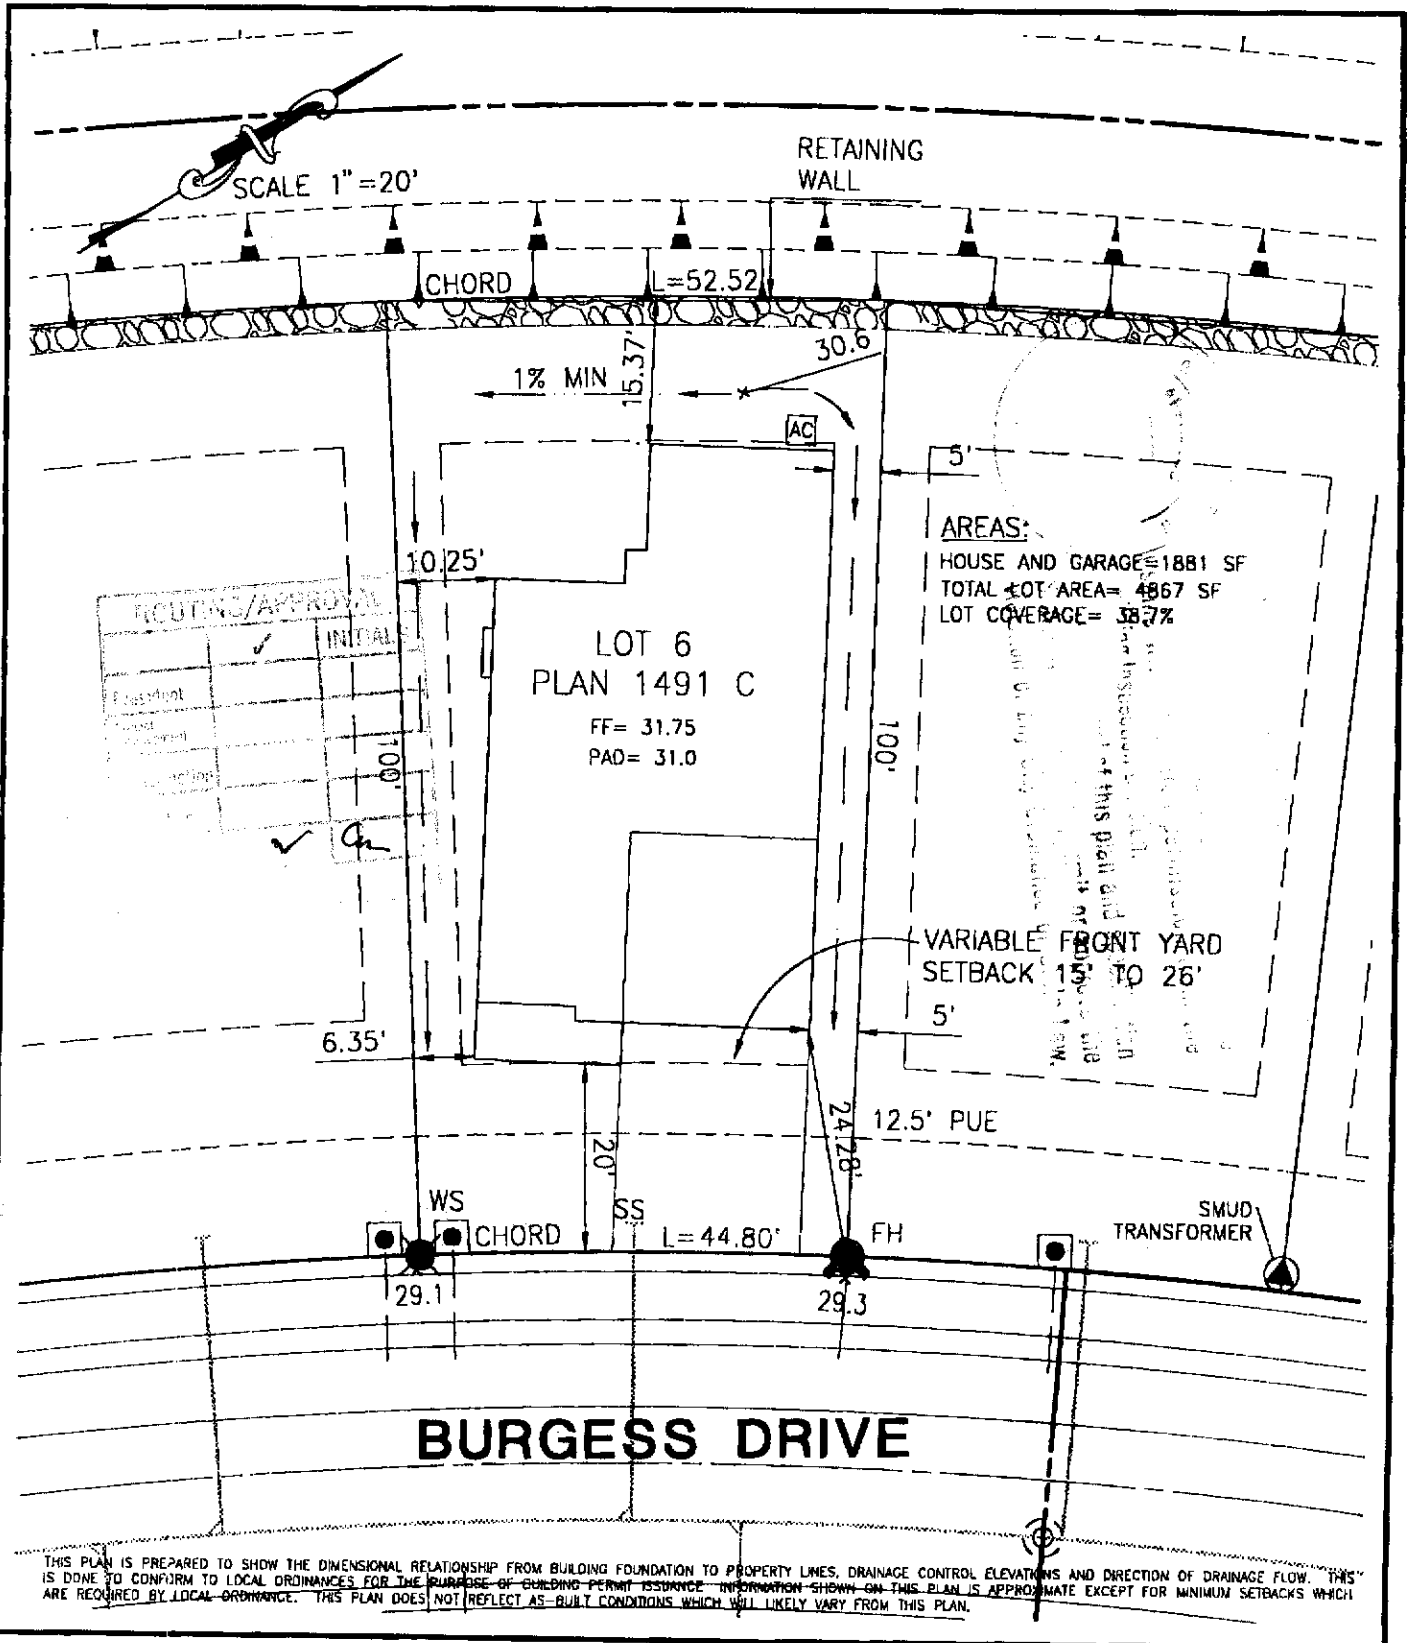 SCALE 1"=20'
RETAINING
WALL
CHORD
L=52.52'
15.37'
30.6
1% MIN
AC
5'
10.25'
AREAS:
HOUSE AND GARAGE=1881 SF
TOTAL LOT AREA= 4867 SF
LOT COVERAGE= 38.7%
ROUTING/APPROVAL
INITIALS
LOT 6
PLAN 1491 C
FF= 31.75
PAD= 31.0
100'
100'
of this plan and
VARIABLE FRONT YARD
SETBACK 15' TO 26'
6.35'
5'
24.28'
12.5' PUE
20'
WS
CHORD
SS
L=44.80'
FH
SMUD
TRANSFORMER
29.1
29.3
BURGESS DRIVE
THIS PLAN IS PREPARED TO SHOW THE DIMENSIONAL RELATIONSHIP FROM BUILDING FOUNDATION TO PROPERTY LINES, DRAINAGE CONTROL ELEVATIONS AND DIRECTION OF DRAINAGE FLOW. THIS
IS DONE TO CONFORM TO LOCAL ORDINANCES FOR THE PURPOSE OF BUILDING PERMIT ISSUANCE INFORMATION SHOWN ON THIS PLAN IS APPROXIMATE EXCEPT FOR MINIMUM SETBACKS WHICH
ARE REQUIRED BY LOCAL ORDINANCE. THIS PLAN DOES NOT REFLECT AS-BUILT CONDITIONS WHICH WILL LIKELY VARY FROM THIS PLAN.